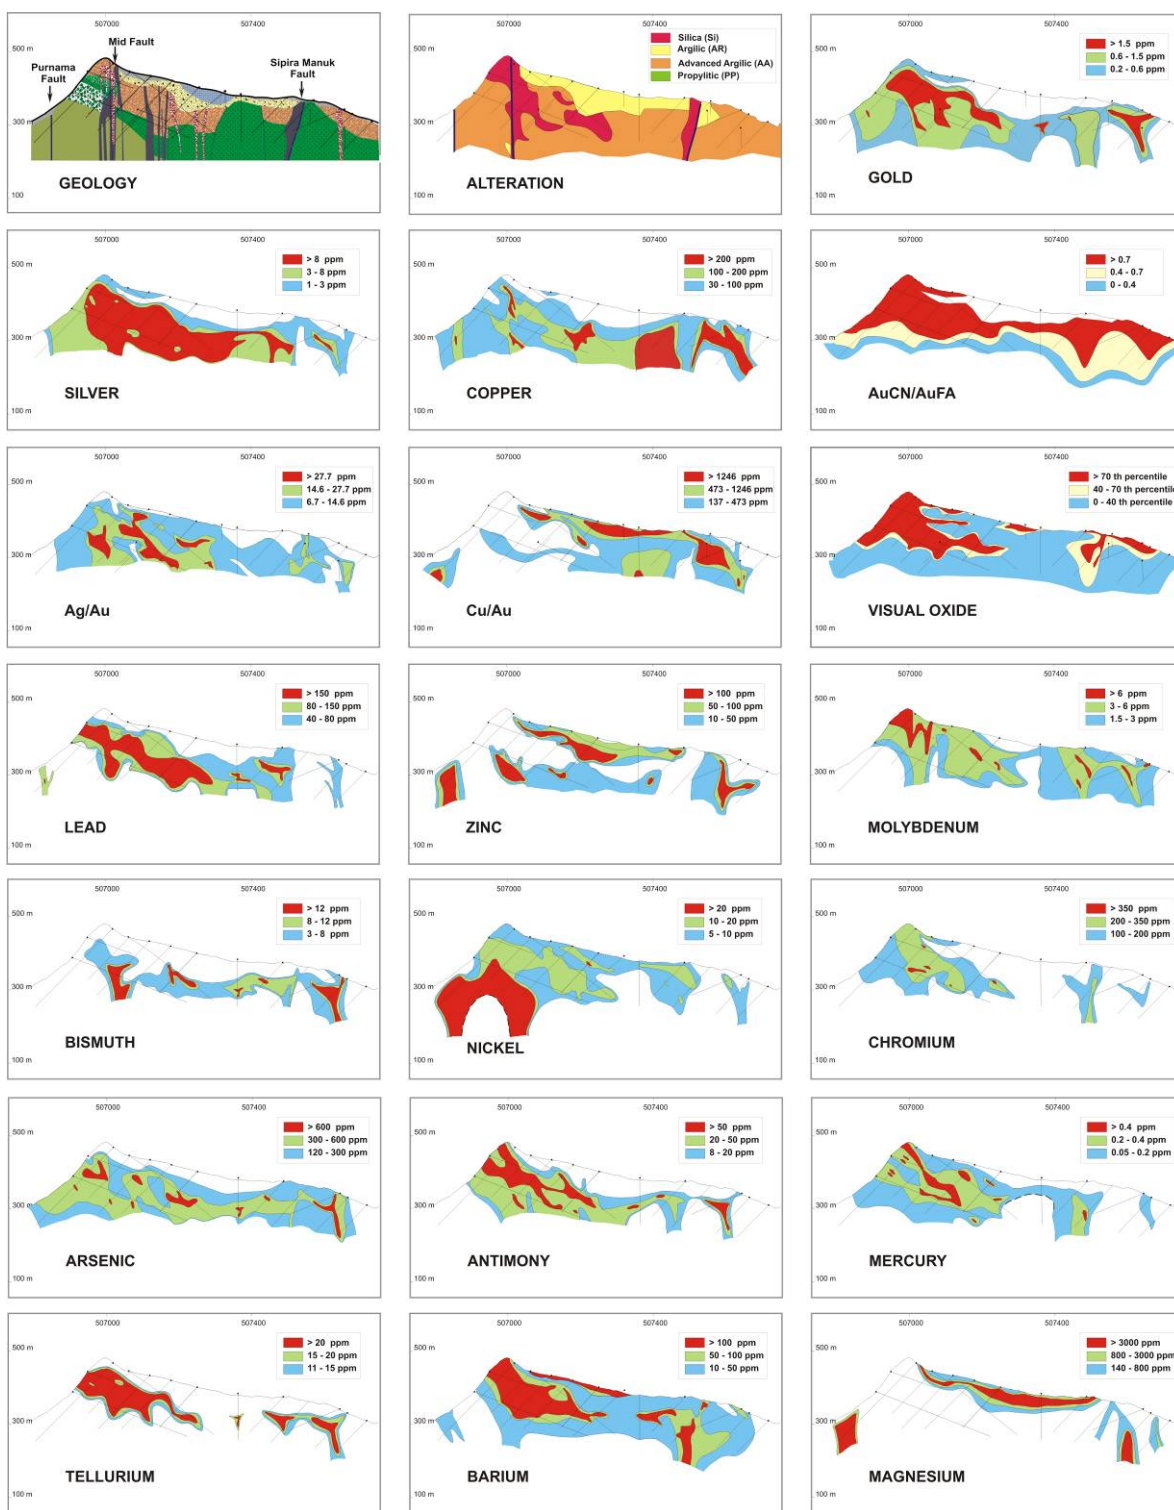 507000 507400
500 m
300 m
100
Mid Fault
Purnama
Fault
Sipira Manuk
Fault
GEOLOGY
507000 507400
500 m
300 m
100 m
Silica (Si)
Argilic (AR)
Advanced Argilic (AA)
Propylitic (PP)
ALTERATION
507000 507400
500 m
300 m
100 m
> 1.5 ppm
0.6 - 1.5 ppm
0.2 - 0.6 ppm
GOLD
507000 507400
500 m
300 m
100 m
> 8 ppm
3 - 8 ppm
1 - 3 ppm
SILVER
507000 507400
500 m
300 m
100 m
> 200 ppm
100 - 200 ppm
30 - 100 ppm
COPPER
507000 507400
500 m
300 m
100 m
> 0.7
0.4 - 0.7
0 - 0.4
AuCN/AuFA
507000 507400
500 m
300 m
100 m
> 27.7 ppm
14.6 - 27.7 ppm
6.7 - 14.6 ppm
Ag/Au
507000 507400
500 m
300 m
100 m
> 1246 ppm
473 - 1246 ppm
137 - 473 ppm
Cu/Au
507000 507400
500 m
300 m
100 m
> 70 th percentile
40 - 70 th percentile
0 - 40 th percentile
VISUAL OXIDE
507000 507400
500 m
300 m
100 m
> 150 ppm
80 - 150 ppm
40 - 80 ppm
LEAD
507000 507400
500 m
300 m
100 m
> 100 ppm
50 - 100 ppm
10 - 50 ppm
ZINC
507000 507400
500 m
300 m
100 m
> 6 ppm
3 - 6 ppm
1.5 - 3 ppm
MOLYBDENUM
507000 507400
500 m
300 m
100 m
> 12 ppm
8 - 12 ppm
3 - 8 ppm
BISMUTH
507000 507400
500 m
300 m
100 m
> 20 ppm
10 - 20 ppm
5 - 10 ppm
NICKEL
507000 507400
500 m
300 m
100 m
> 350 ppm
200 - 350 ppm
100 - 200 ppm
CHROMIUM
507000 507400
500 m
300 m
100 m
> 600 ppm
300 - 600 ppm
120 - 300 ppm
ARSENIC
507000 507400
500 m
300 m
100 m
> 50 ppm
20 - 50 ppm
8 - 20 ppm
ANTIMONY
507000 507400
500 m
300 m
100 m
> 0.4 ppm
0.2 - 0.4 ppm
0.05 - 0.2 ppm
MERCURY
507000 507400
500 m
300 m
100 m
> 20 ppm
15 - 20 ppm
11 - 15 ppm
TELLURIUM
507000 507400
500 m
300 m
100 m
> 100 ppm
50 - 100 ppm
10 - 50 ppm
BARIUM
507000 507400
500 m
300 m
100 m
> 3000 ppm
800 - 3000 ppm
140 - 800 ppm
MAGNESIUM